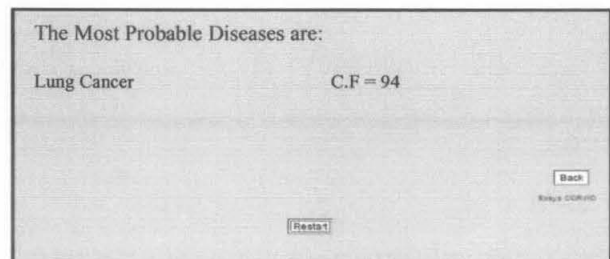 The Most Probable Diseases are:
Lung Cancer C.F = 94
Back
Restart